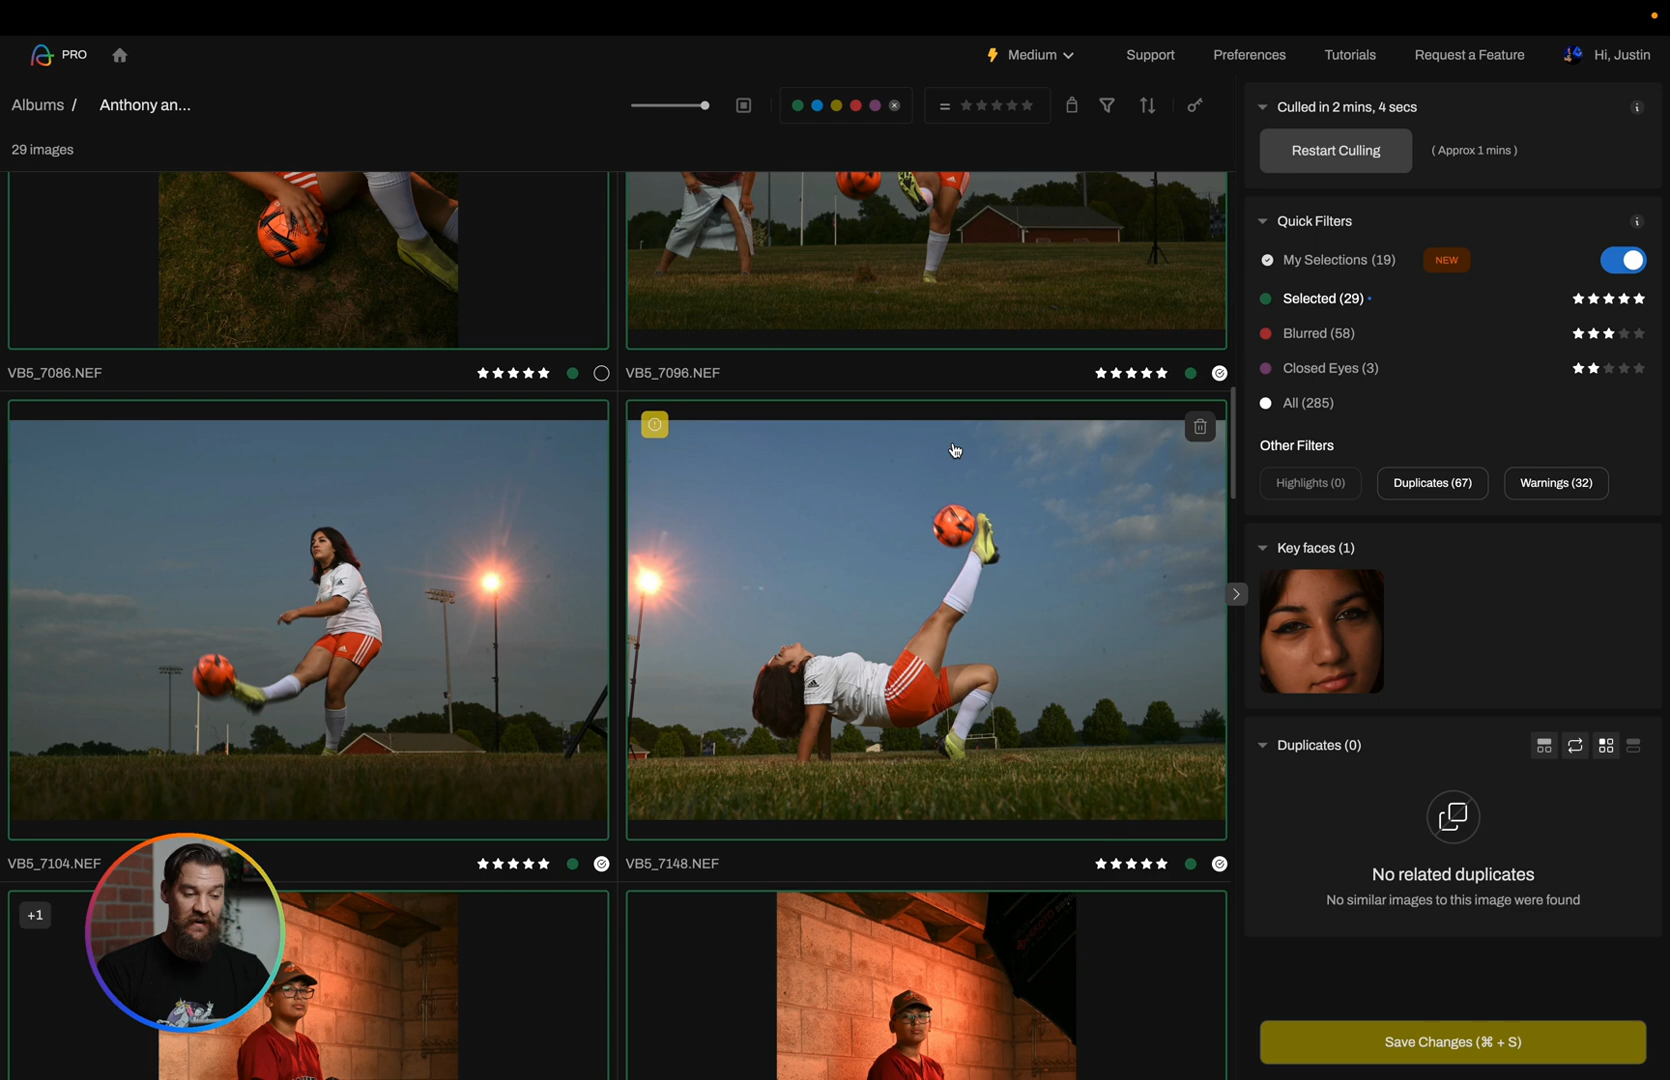 PRO
Medium
Support
Preferences
Tutorials
Request a Feature
Hi, Justin
Albums / Anthony an...
29 images
VB5_7086.NEF
VB5_7096.NEF
VB5_7104.NEF
VB5_7148.NEF
+1
Culled in 2 mins, 4 secs
Restart Culling
( Approx 1 mins )
Quick Filters
My Selections (19)
NEW
Selected (29)
Blurred (58)
Closed Eyes (3)
All (285)
Other Filters
Highlights (0)
Duplicates (67)
Warnings (32)
Key faces (1)
Duplicates (0)
No related duplicates
No similar images to this image were found
Save Changes (⌘ + S)